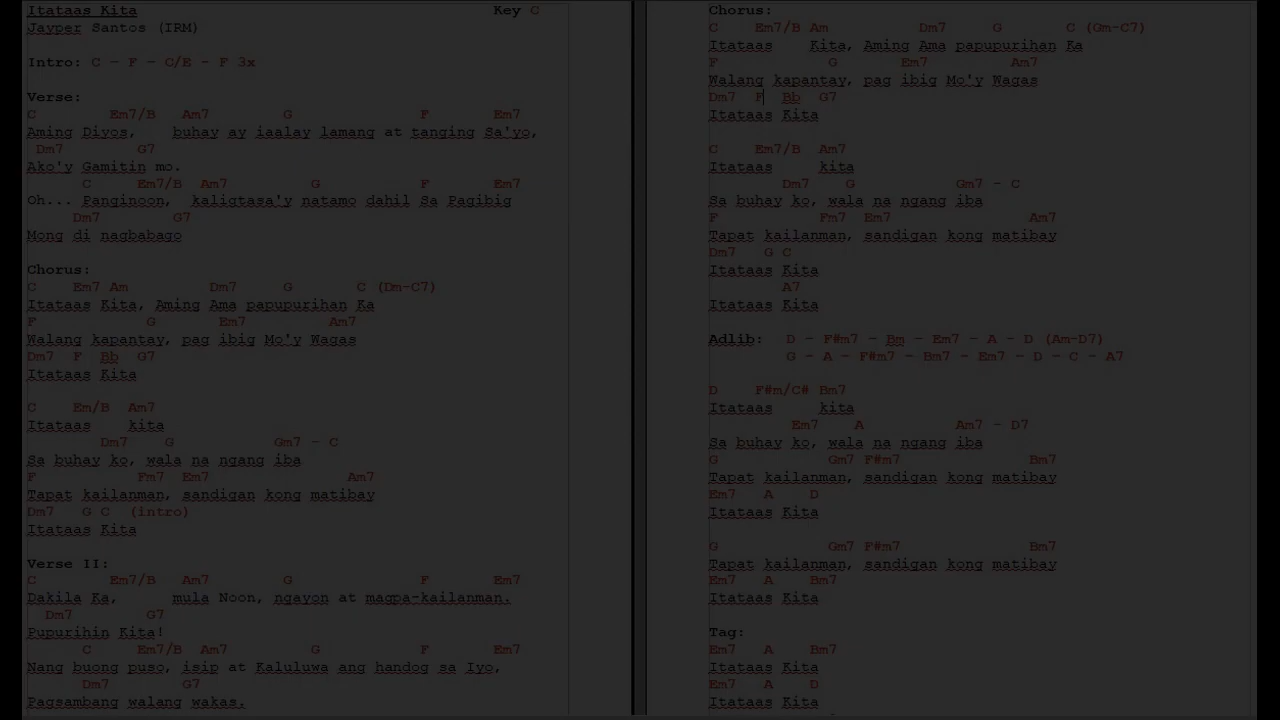 Itataas Kita Key C
Jayper Santos (IRM)
Intro: C - F - C/E - F 3x
Verse:
C Em7/B Am7 G F Em7
Aming Diyos, buhay ay iaalay lamang at tanging Sa'yo,
Dm7 G7
Ako'y Gamitin mo.
C Em7/B Am7 G F Em7
Oh... Panginoon, kaligtasa'y natamo dahil Sa Pagibig
Dm7 G7
Mong di nagbabago
Chorus:
C Em7 Am Dm7 G C (Dm-C7)
Itataas Kita, Aming Ama papupurihan Ka
F G Em7 Am7
Walang kapantay, pag ibig Mo'y Wagas
Dm7 F Bb G7
Itataas Kita
C Em/B Am7
Itataas kita
Dm7 G Gm7 - C
Sa buhay ko, wala na ngang iba
F Fm7 Em7 Am7
Tapat kailanman, sandigan kong matibay
Dm7 G C (intro)
Itataas Kita
Verse II:
C Em7/B Am7 G F Em7
Dakila Ka, mula Noon, ngayon at magpa-kailanman.
Dm7 G7
Pupurihin Kita!
C Em7/B Am7 G F Em7
Nang buong puso, isip at Kaluluwa ang handog sa Iyo,
Dm7 G7
Pagsambang walang wakas.
Chorus:
C Em7/B Am Dm7 G C (Gm-C7)
Itataas Kita, Aming Ama papupurihan Ka
F G Em7 Am7
Walang kapantay, pag ibig Mo'y Wagas
Dm7 F Bb G7
Itataas Kita
C Em7/B Am7
Itataas kita
Dm7 G Gm7 - C
Sa buhay ko, wala na ngang iba
F Fm7 Em7 Am7
Tapat kailanman, sandigan kong matibay
Dm7 G C
Itataas Kita
A7
Itataas Kita
Adlib: D - F#m7 - Bm - Em7 - A - D (Am-D7)
G - A - F#m7 - Bm7 - Em7 - D - C - A7
D F#m/C# Bm7
Itataas kita
Em7 A Am7 - D7
Sa buhay ko, wala na ngang iba
G Gm7 F#m7 Bm7
Tapat kailanman, sandigan kong matibay
Em7 A D
Itataas Kita
G Gm7 F#m7 Bm7
Tapat kailanman, sandigan kong matibay
Em7 A Bm7
Itataas Kita
Tag:
Em7 A Bm7
Itataas Kita
Em7 A D
Itataas Kita